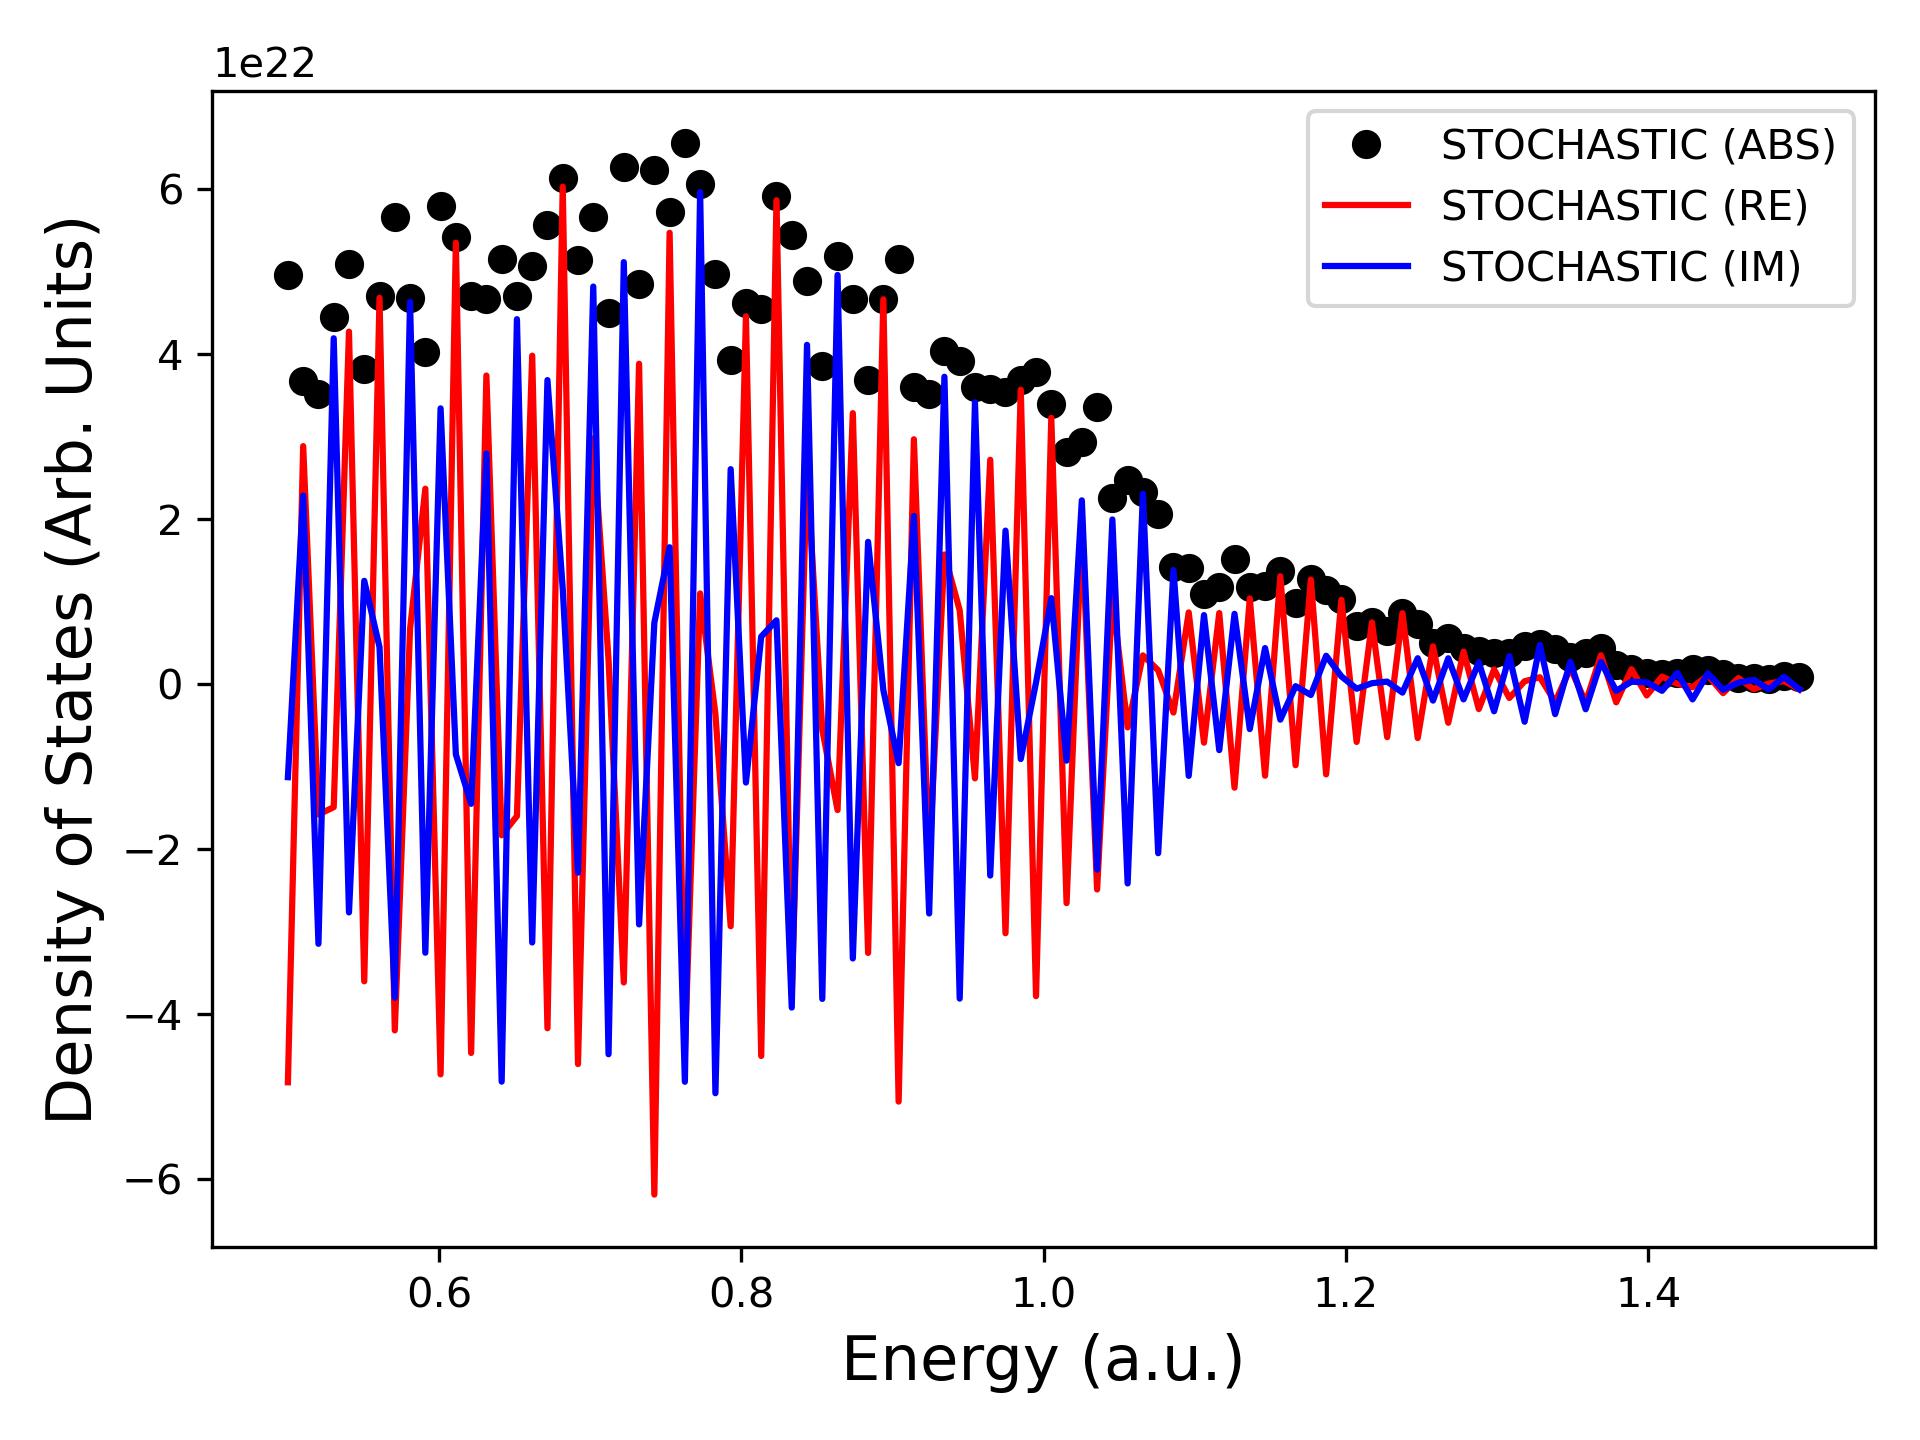 1e22
STOCHASTIC (ABS)
STOCHASTIC (RE)
STOCHASTIC (IM)
Density of States (Arb. Units)
6
4
2
0
−2
−4
−6
0.6 0.8 1.0 1.2 1.4
Energy (a.u.)